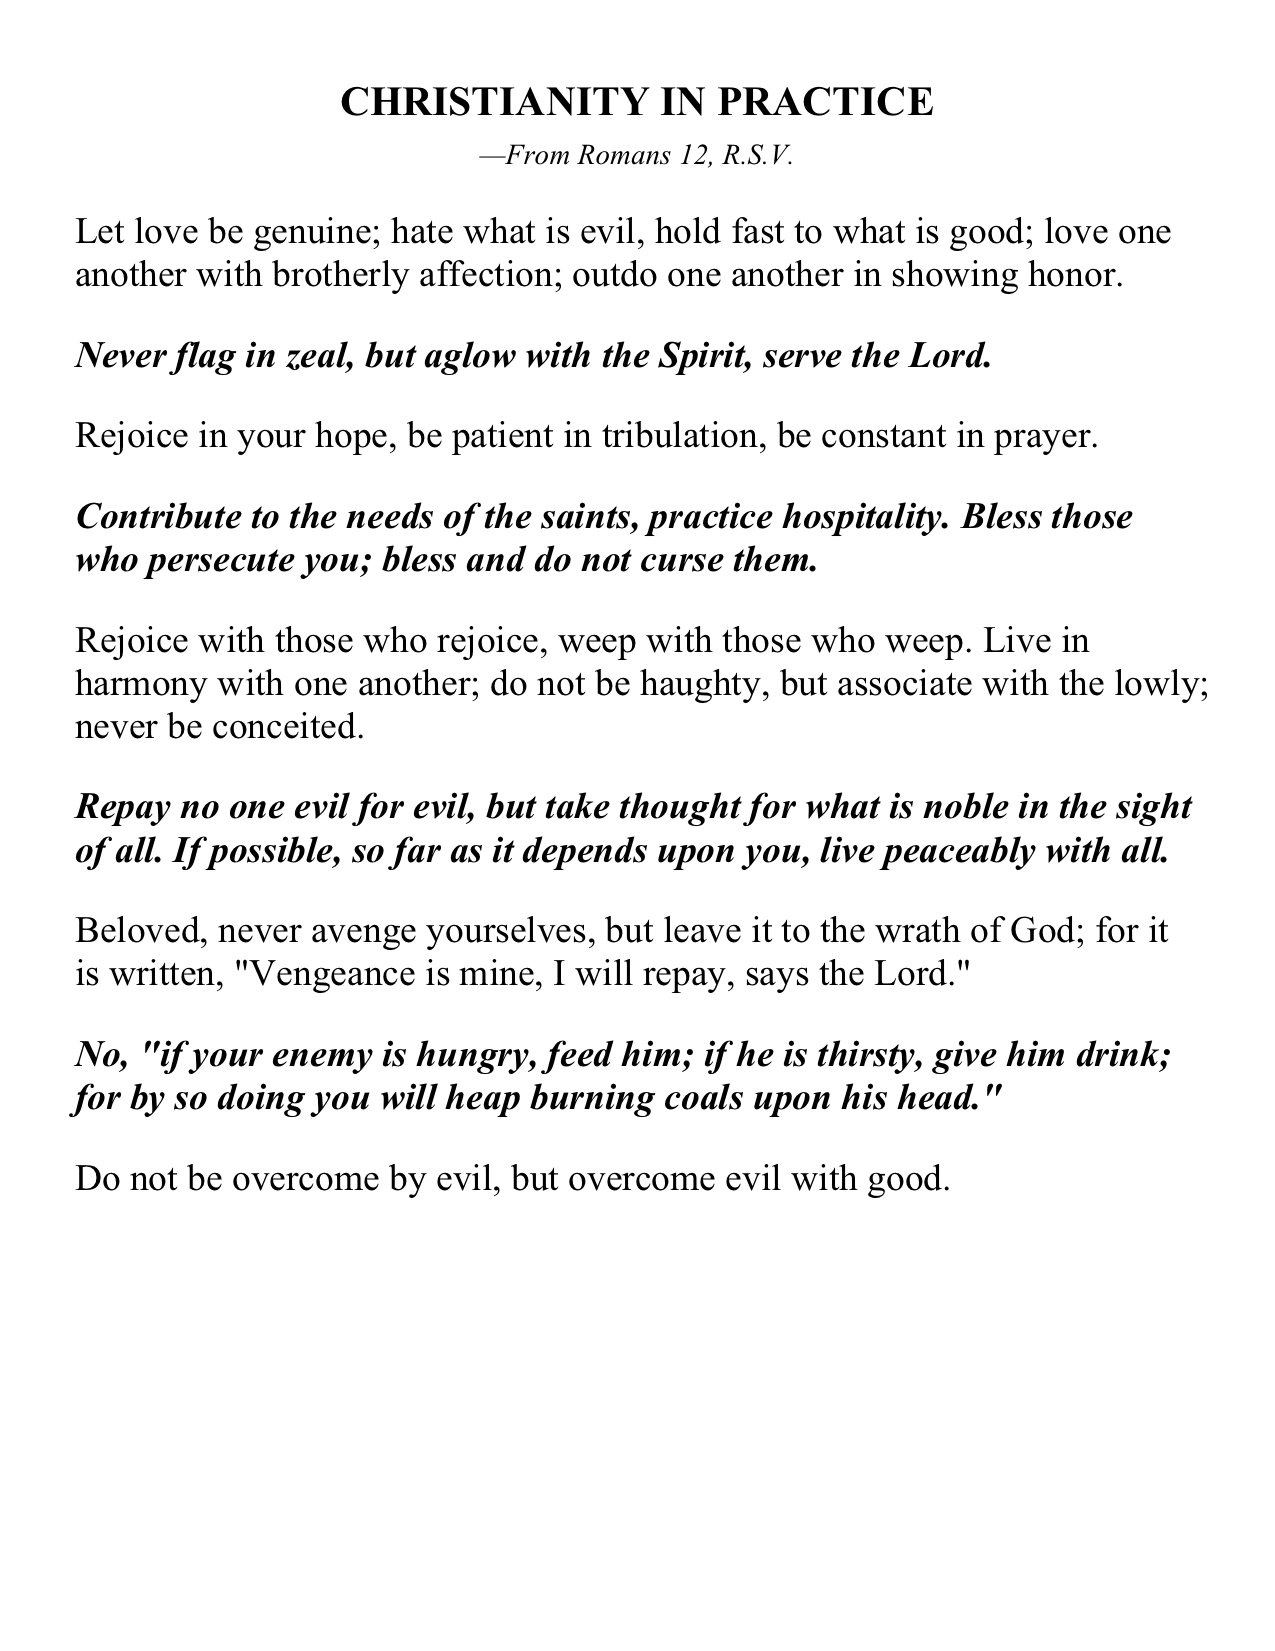 CHRISTIANITY IN PRACTICE
—From Romans 12, R.S.V.
Let love be genuine; hate what is evil, hold fast to what is good; love one
another with brotherly affection; outdo one another in showing honor.
Never flag in zeal, but aglow with the Spirit, serve the Lord.
Rejoice in your hope, be patient in tribulation, be constant in prayer.
Contribute to the needs of the saints, practice hospitality. Bless those
who persecute you; bless and do not curse them.
Rejoice with those who rejoice, weep with those who weep. Live in
harmony with one another; do not be haughty, but associate with the lowly;
never be conceited.
Repay no one evil for evil, but take thought for what is noble in the sight
of all. If possible, so far as it depends upon you, live peaceably with all.
Beloved, never avenge yourselves, but leave it to the wrath of God; for it
is written, "Vengeance is mine, I will repay, says the Lord."
No, "if your enemy is hungry, feed him; if he is thirsty, give him drink;
for by so doing you will heap burning coals upon his head."
Do not be overcome by evil, but overcome evil with good.